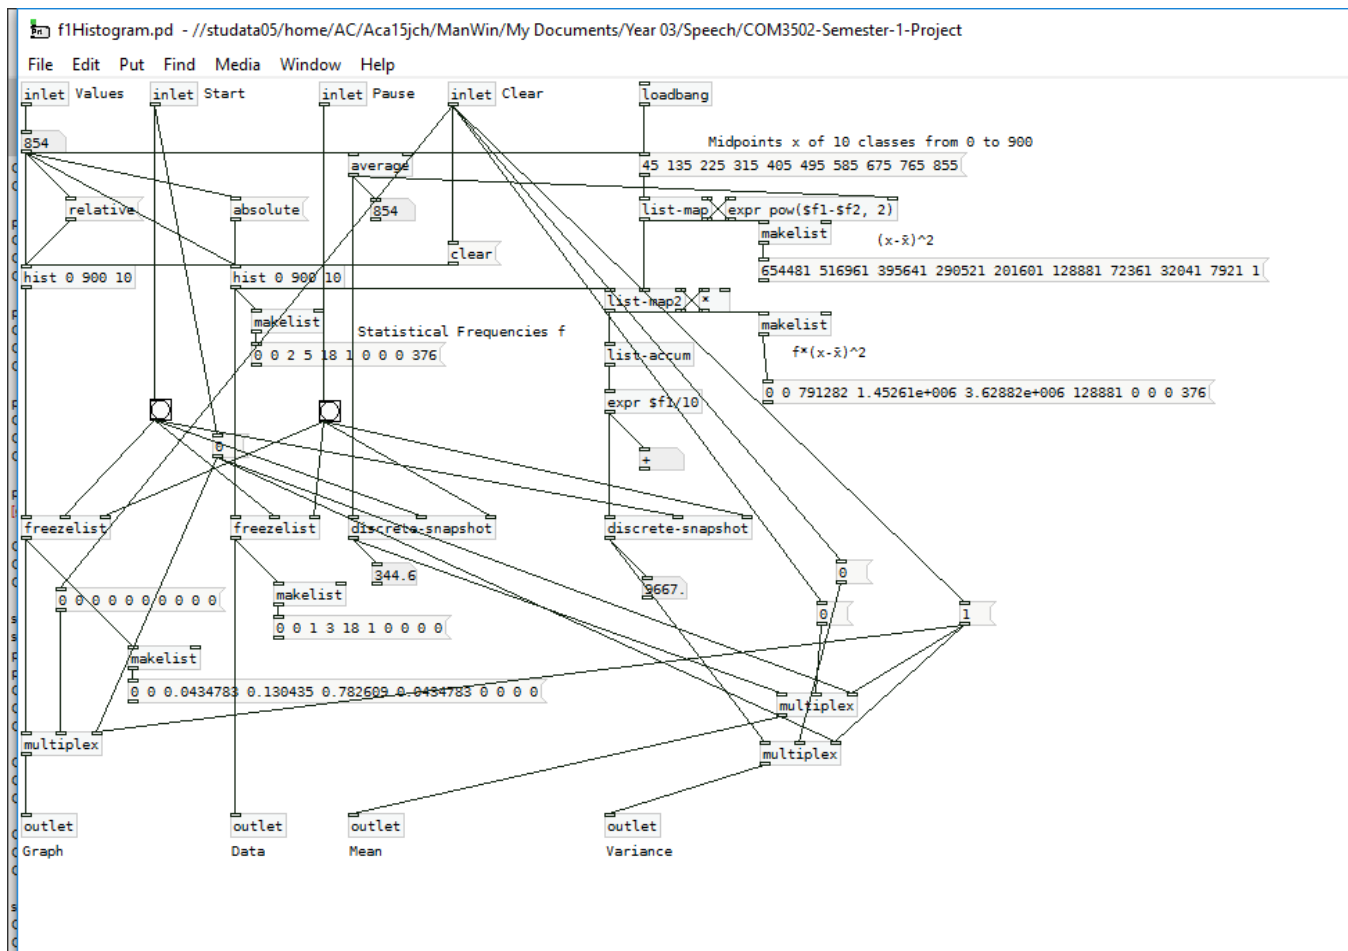 f1Histogram.pd - //studata05/home/AC/Aca15jch/ManWin/My Documents/Year 03/Speech/COM3502-Semester-1-Project
File Edit Put Find Media Window Help
inlet Values inlet Start inlet Pause inlet Clear loadbang
854
Midpoints x of 10 classes from 0 to 900
average
45 135 225 315 405 495 585 675 765 855
relative absolute 854 list-map expr pow($f1-$f2, 2)
makelist
(x-x̄)^2
clear
654481 516961 395641 290521 201601 128881 72361 32041 7921 1
hist 0 900 10 hist 0 900 10
list-map2 *
makelist Statistical Frequencies f makelist
0 0 2 5 18 1 0 0 0 376 list-accum f*(x-x̄)^2
0 0 791282 1.45261e+006 3.62882e+006 128881 0 0 0 376
expr $f1/10
0
+
freezelist freezelist discrete-snapshot discrete-snapshot
344.6 0
0 0 0 0 0 0 0 0 0 0 makelist 9667.
0 1
0 0 1 3 18 1 0 0 0 0
makelist
0 0 0.0434783 0.130435 0.782609 0.0434783 0 0 0 0
multiplex
multiplex
multiplex
outlet outlet outlet outlet
Graph Data Mean Variance